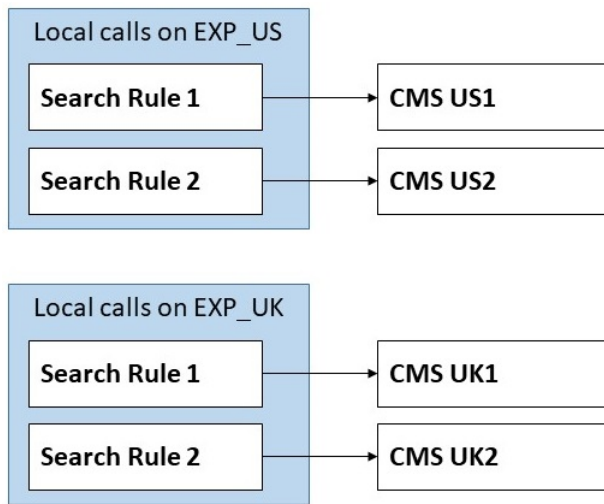 Local calls on EXP_US
Search Rule 1
CMS US1
Search Rule 2
CMS US2
Local calls on EXP_UK
Search Rule 1
CMS UK1
Search Rule 2
CMS UK2